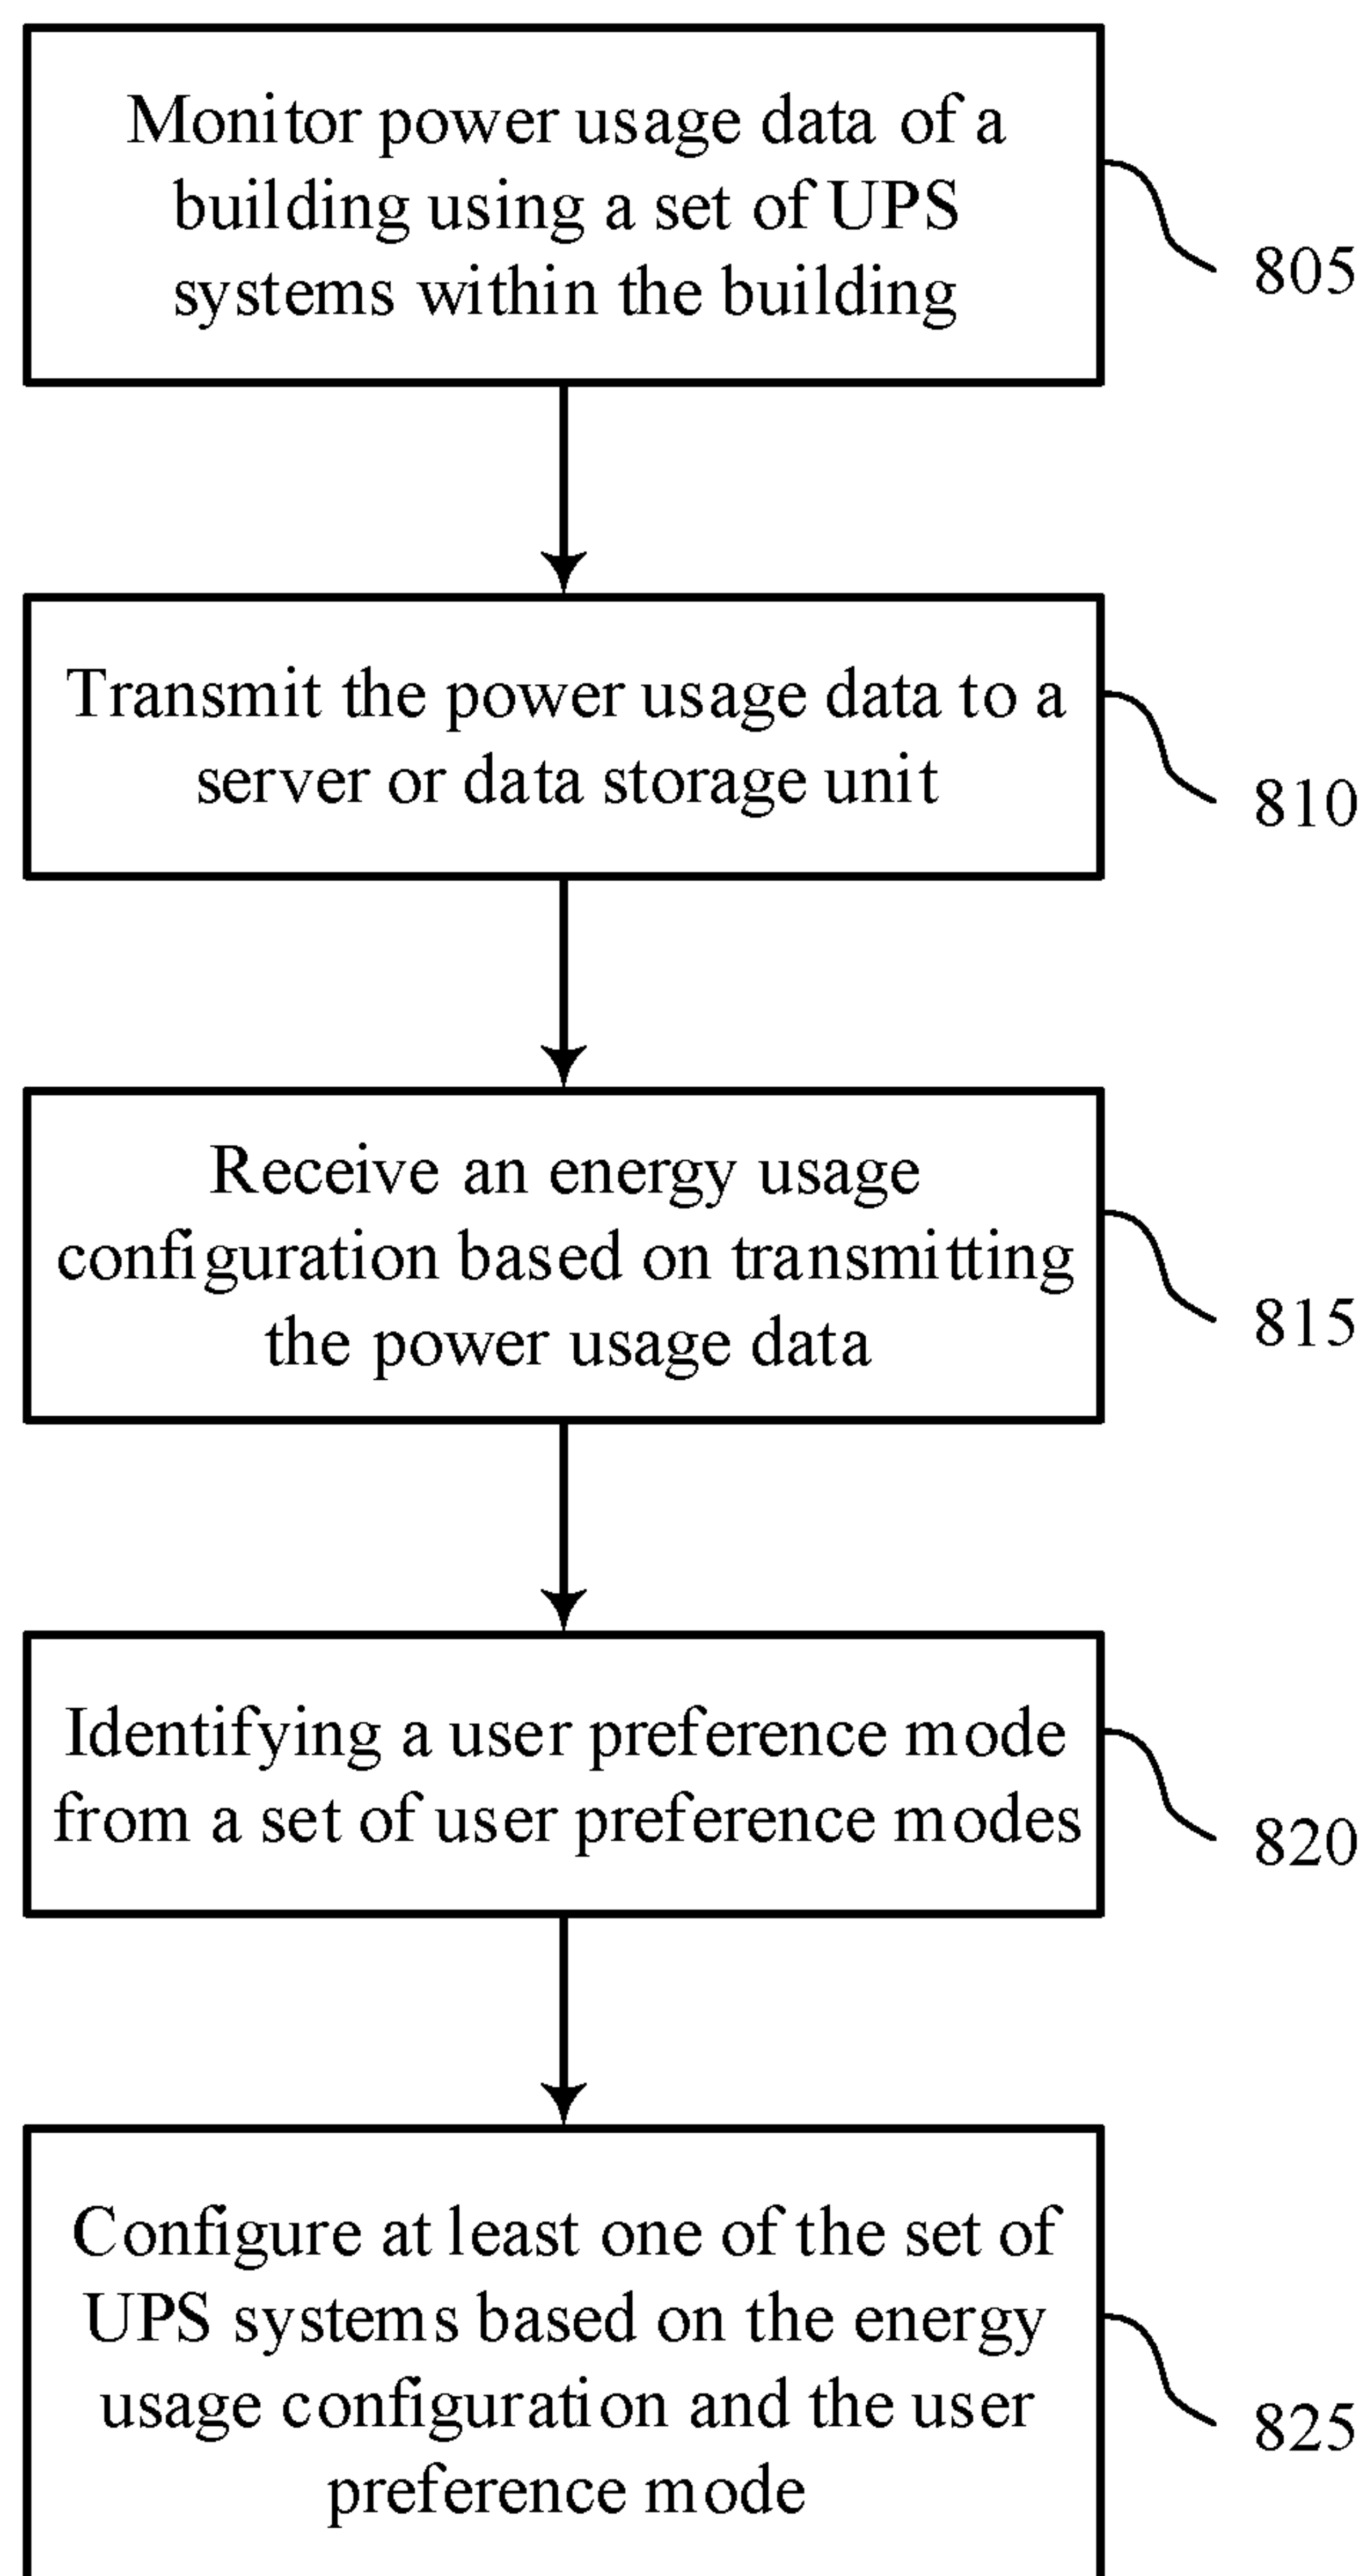 Monitor power usage data of a
building using a set of UPS
systems within the building
805
Transmit the power usage data to a
server or data storage unit
810
Receive an energy usage
configuration based on transmitting
the power usage data
815
Identifying a user preference mode
from a set of user preference modes
820
Configure at least one of the set of
UPS systems based on the energy
usage configuration and the user
preference mode
825